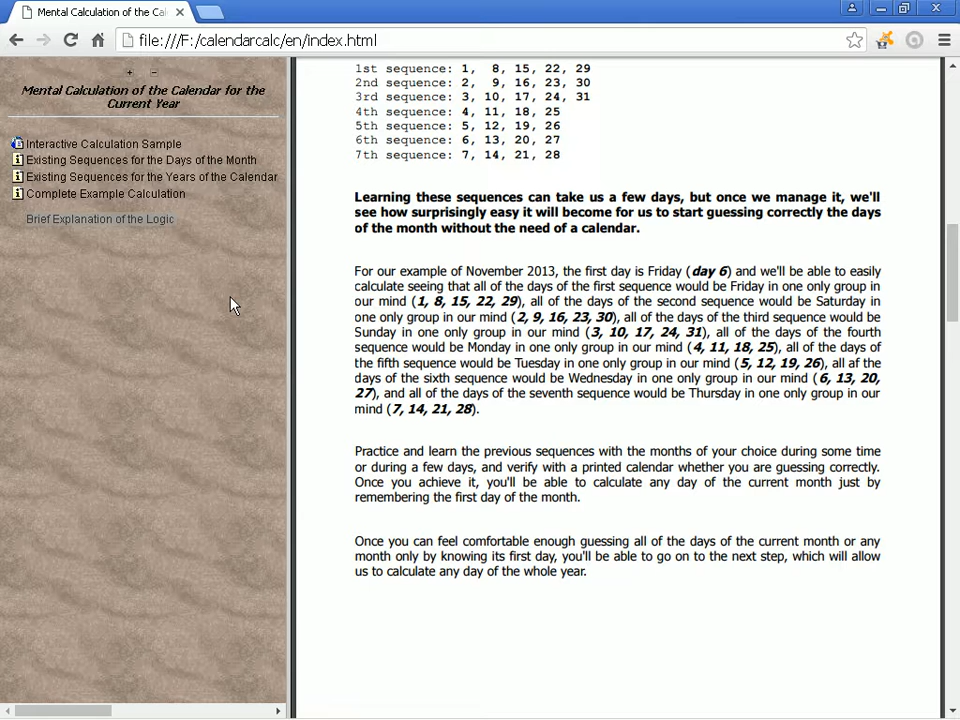 Mental Calculation of the Cal
file:///F:/calendarcalc/en/index.html
+ −
Mental Calculation of the Calendar for the
Current Year
Interactive Calculation Sample
Existing Sequences for the Days of the Month
Existing Sequences for the Years of the Calendar
Complete Example Calculation
Brief Explanation of the Logic
1st sequence: 1, 8, 15, 22, 29
2nd sequence: 2, 9, 16, 23, 30
3rd sequence: 3, 10, 17, 24, 31
4th sequence: 4, 11, 18, 25
5th sequence: 5, 12, 19, 26
6th sequence: 6, 13, 20, 27
7th sequence: 7, 14, 21, 28
Learning these sequences can take us a few days, but once we manage it, we'll
see how surprisingly easy it will become for us to start guessing correctly the days
of the month without the need of a calendar.
For our example of November 2013, the first day is Friday (day 6) and we'll be able to easily
calculate seeing that all of the days of the first sequence would be Friday in one only group in
our mind (1, 8, 15, 22, 29), all of the days of the second sequence would be Saturday in
one only group in our mind (2, 9, 16, 23, 30), all of the days of the third sequence would be
Sunday in one only group in our mind (3, 10, 17, 24, 31), all of the days of the fourth
sequence would be Monday in one only group in our mind (4, 11, 18, 25), all of the days of
the fifth sequence would be Tuesday in one only group in our mind (5, 12, 19, 26), all af the
days of the sixth sequence would be Wednesday in one only group in our mind (6, 13, 20,
27), and all of the days of the seventh sequence would be Thursday in one only group in our
mind (7, 14, 21, 28).
Practice and learn the previous sequences with the months of your choice during some time
or during a few days, and verify with a printed calendar whether you are guessing correctly.
Once you achieve it, you'll be able to calculate any day of the current month just by
remembering the first day of the month.
Once you can feel comfortable enough guessing all of the days of the current month or any
month only by knowing its first day, you'll be able to go on to the next step, which will allow
us to calculate any day of the whole year.